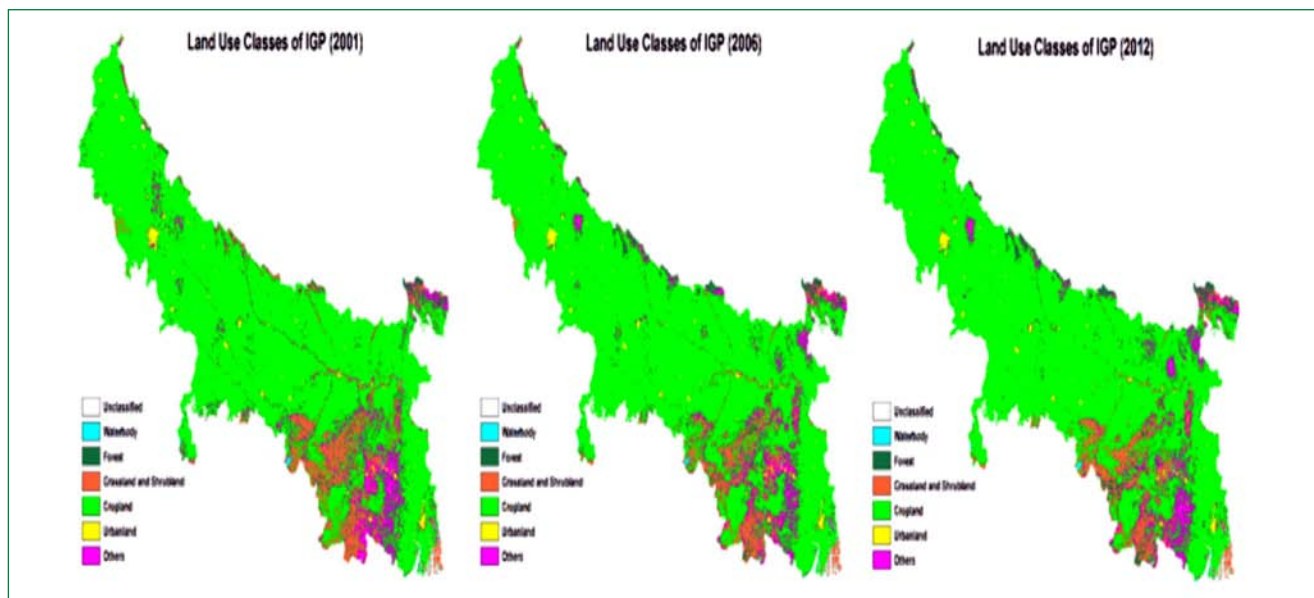 Land Use Classes of IGP (2001)
Unclassified
Waterbody
Forest
Grassland and Shrubland
Cropland
Urbanland
Others
Land Use Classes of IGP (2006)
Unclassified
Waterbody
Forest
Grassland and Shrubland
Cropland
Urbanland
Others
Land Use Classes of IGP (2012)
Unclassified
Waterbody
Forest
Grassland and Shrubland
Cropland
Urbanland
Others